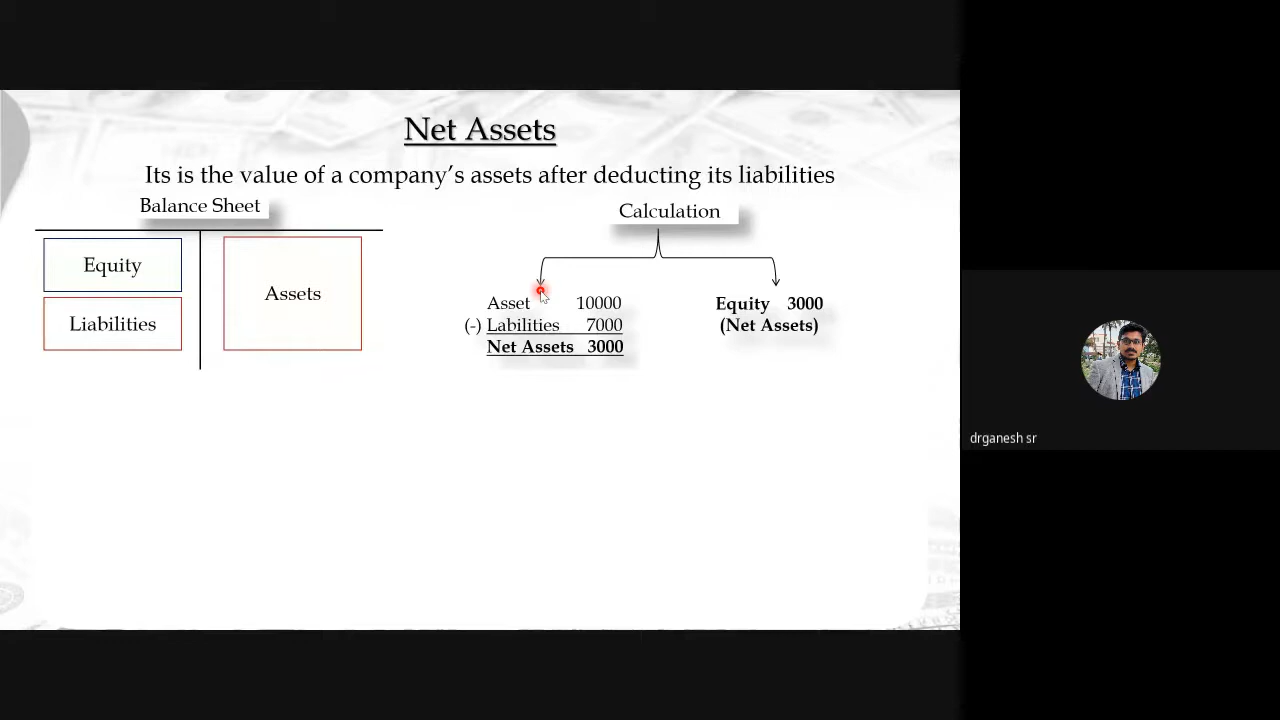 Net Assets
Its is the value of a company's assets after deducting its liabilities
Balance Sheet
Equity
Liabilities
Assets
Calculation
Asset 10000
(-) Labilities 7000
Net Assets 3000
Equity 3000
(Net Assets)
drganesh sr